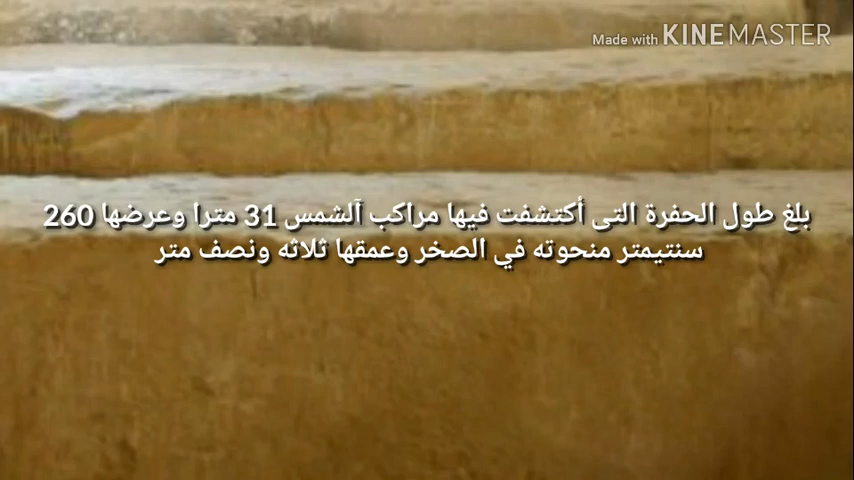 Made with KINEMASTER
بلغ طول الحفرة التى أكتشفت فيها مراكب آلشمس 31 مترا وعرضها 260
سنتيمتر منحوته في الصخر وعمقها ثلاثه ونصف متر